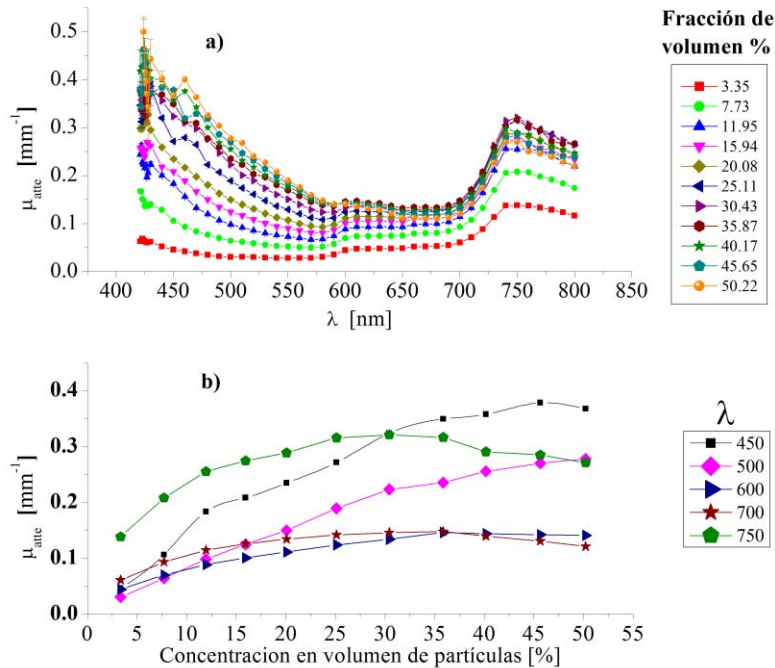 a)
Fracción de
volumen %
3.35
7.73
11.95
15.94
20.08
25.11
30.43
35.87
40.17
45.65
50.22
0.5
0.4
0.3
0.2
0.1
0.0
μatte [mm⁻¹]
400 450 500 550 600 650 700 750 800 850
λ [nm]
b)
0.4
0.3
0.2
0.1
0.0
μatte [mm⁻¹]
0 5 10 15 20 25 30 35 40 45 50 55
Concentracion en volumen de partículas [%]
λ
450
500
600
700
750